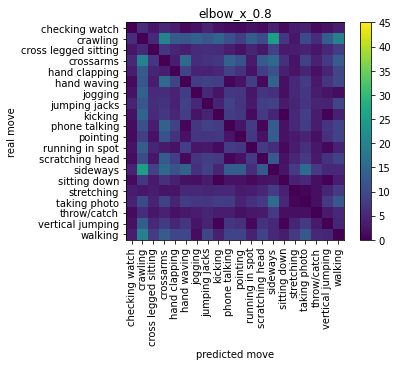 elbow_x_0.8
real move
checking watch
crawling
cross legged sitting
crossarms
hand clapping
hand waving
jogging
jumping jacks
kicking
phone talking
pointing
running in spot
scratching head
sideways
sitting down
stretching
taking photo
throw/catch
vertical jumping
walking
checking watch
crawling
cross legged sitting
crossarms
hand clapping
hand waving
jogging
jumping jacks
kicking
phone talking
pointing
running in spot
scratching head
sideways
sitting down
stretching
taking photo
throw/catch
vertical jumping
walking
predicted move
45
40
35
30
25
20
15
10
5
0